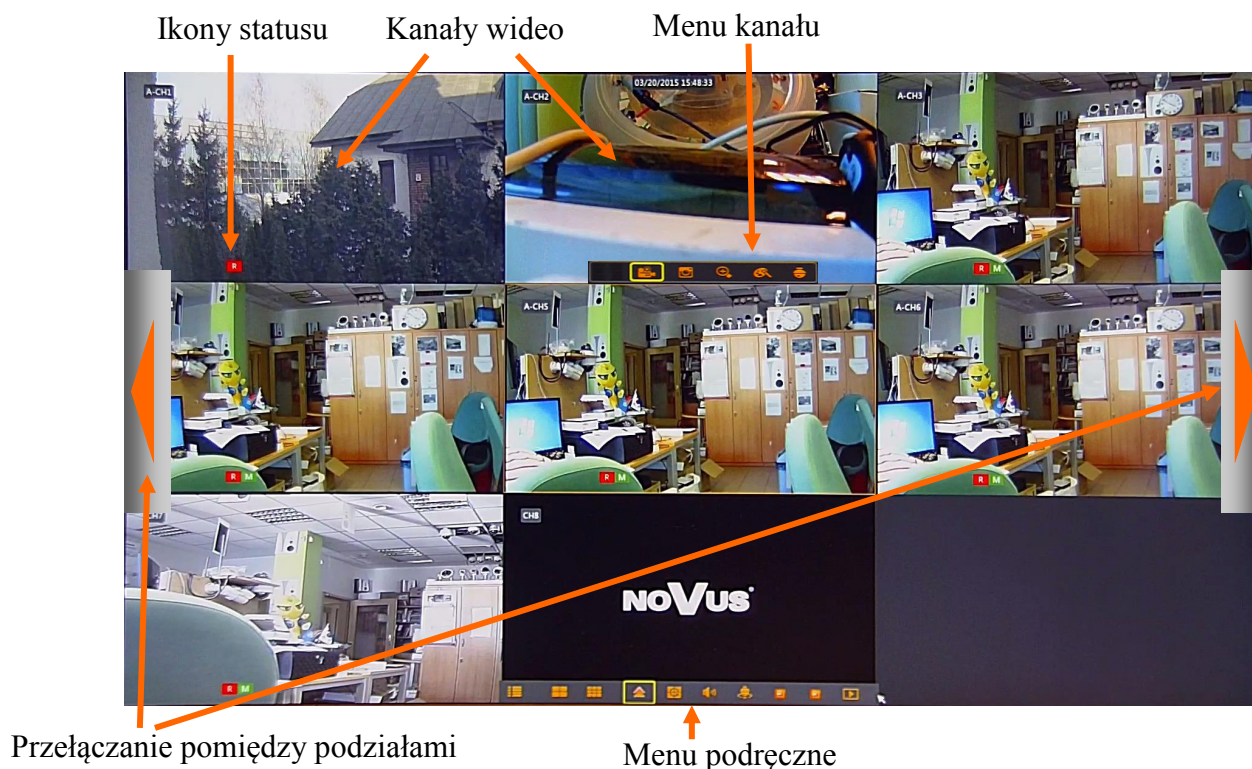 Ikony statusu
Kanały wideo
Menu kanału
A-CH1
A-CH2
03/20/2015 15:48:33
A-CH3
R
R M
A-CH5
A-CH6
R M
R M
R M
CH8
NOVUS
R M
Przełączanie pomiędzy podziałami
Menu podręczne